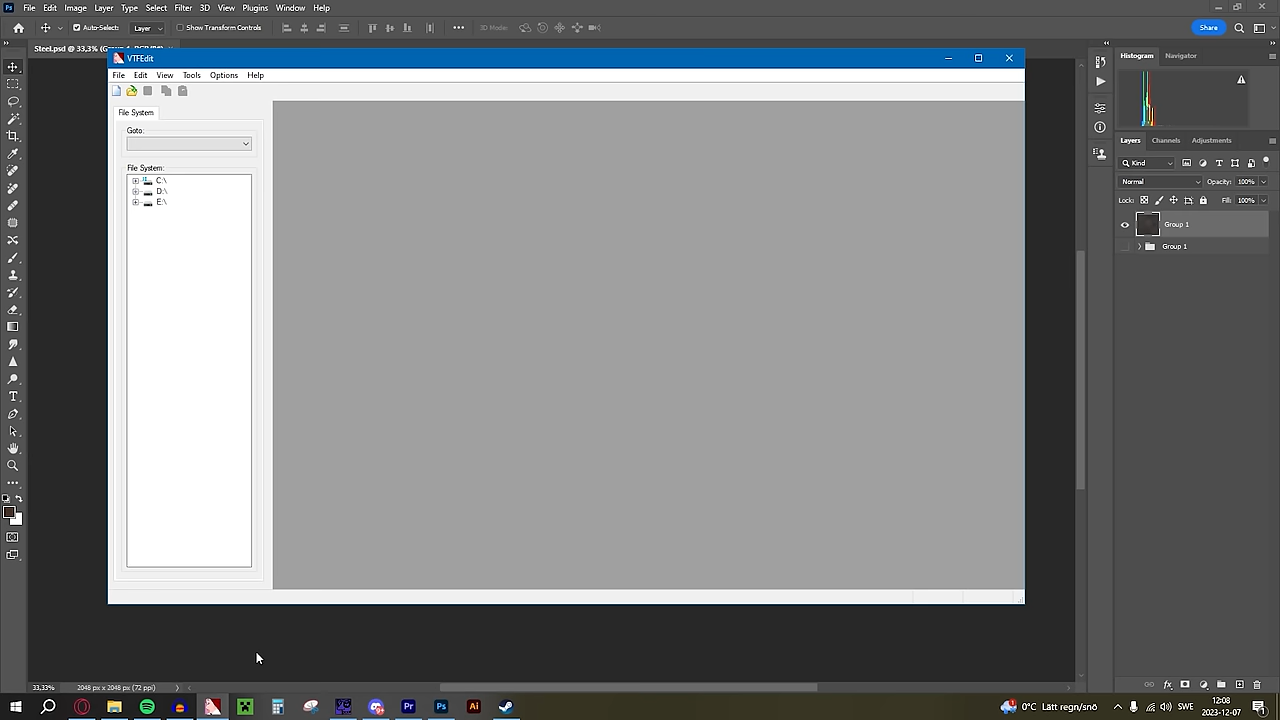 File Edit Image Layer Type Select Filter 3D View Plugins Window Help
Auto-Select: Layer Show Transform Controls 3D Mode: Share
Steel.psd @ 33,3%
VTFEdit
File Edit View Tools Options Help
File System
Goto:
File System:
C:\
D:\
E:\
Histogram Navigator
Layers Channels Adjustments
Kind
Normal Opacity: 100%
Lock: Fill: 100%
Group 1
Group 1
33,33% 2048 px x 2048 px (72 ppi)
0°C Lätt regn/sno SWE 12:08
2023-12-07